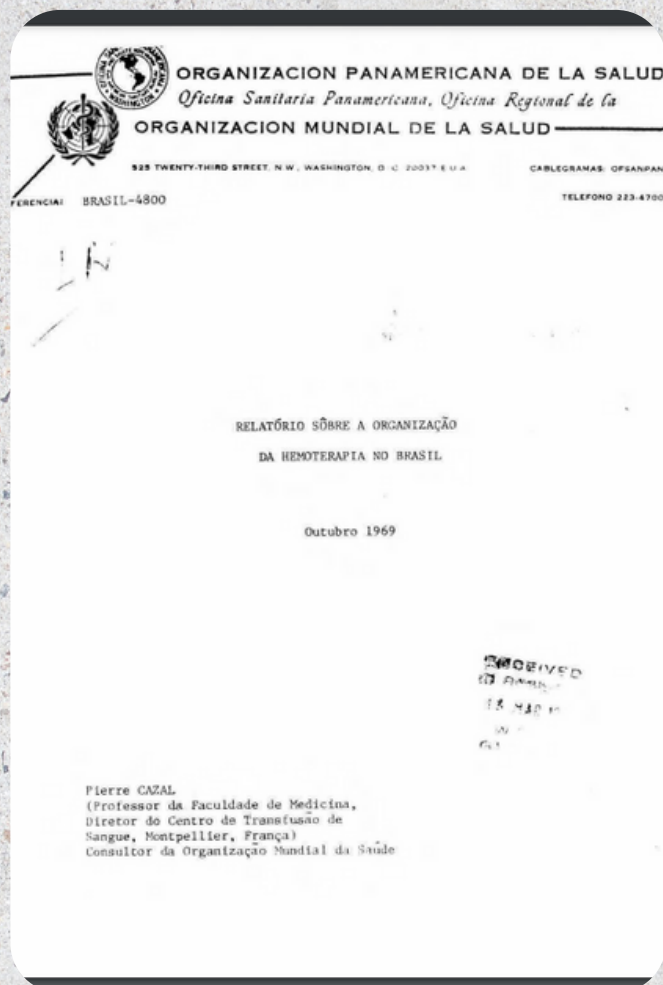 ORGANIZACION PANAMERICANA DE LA SALUD
Oficina Sanitaria Panamericana, Oficina Regional de la
ORGANIZACION MUNDIAL DE LA SALUD
525 TWENTY-THIRD STREET, N.W., WASHINGTON, D.C. 20037 E.U.A.
CABLEGRAMAS: OFSANPAN
FERENCIA: BRASIL-4800
TELEFONO 223-4700
RELATÓRIO SÔBRE A ORGANIZAÇÃO
DA HEMOTERAPIA NO BRASIL
Outubro 1969
RECEIVED
Pierre CAZAL
(Professor da Faculdade de Medicina,
Diretor do Centro de Transfusão de
Sangue, Montpellier, França)
Consultor da Organização Mundial da Saúde